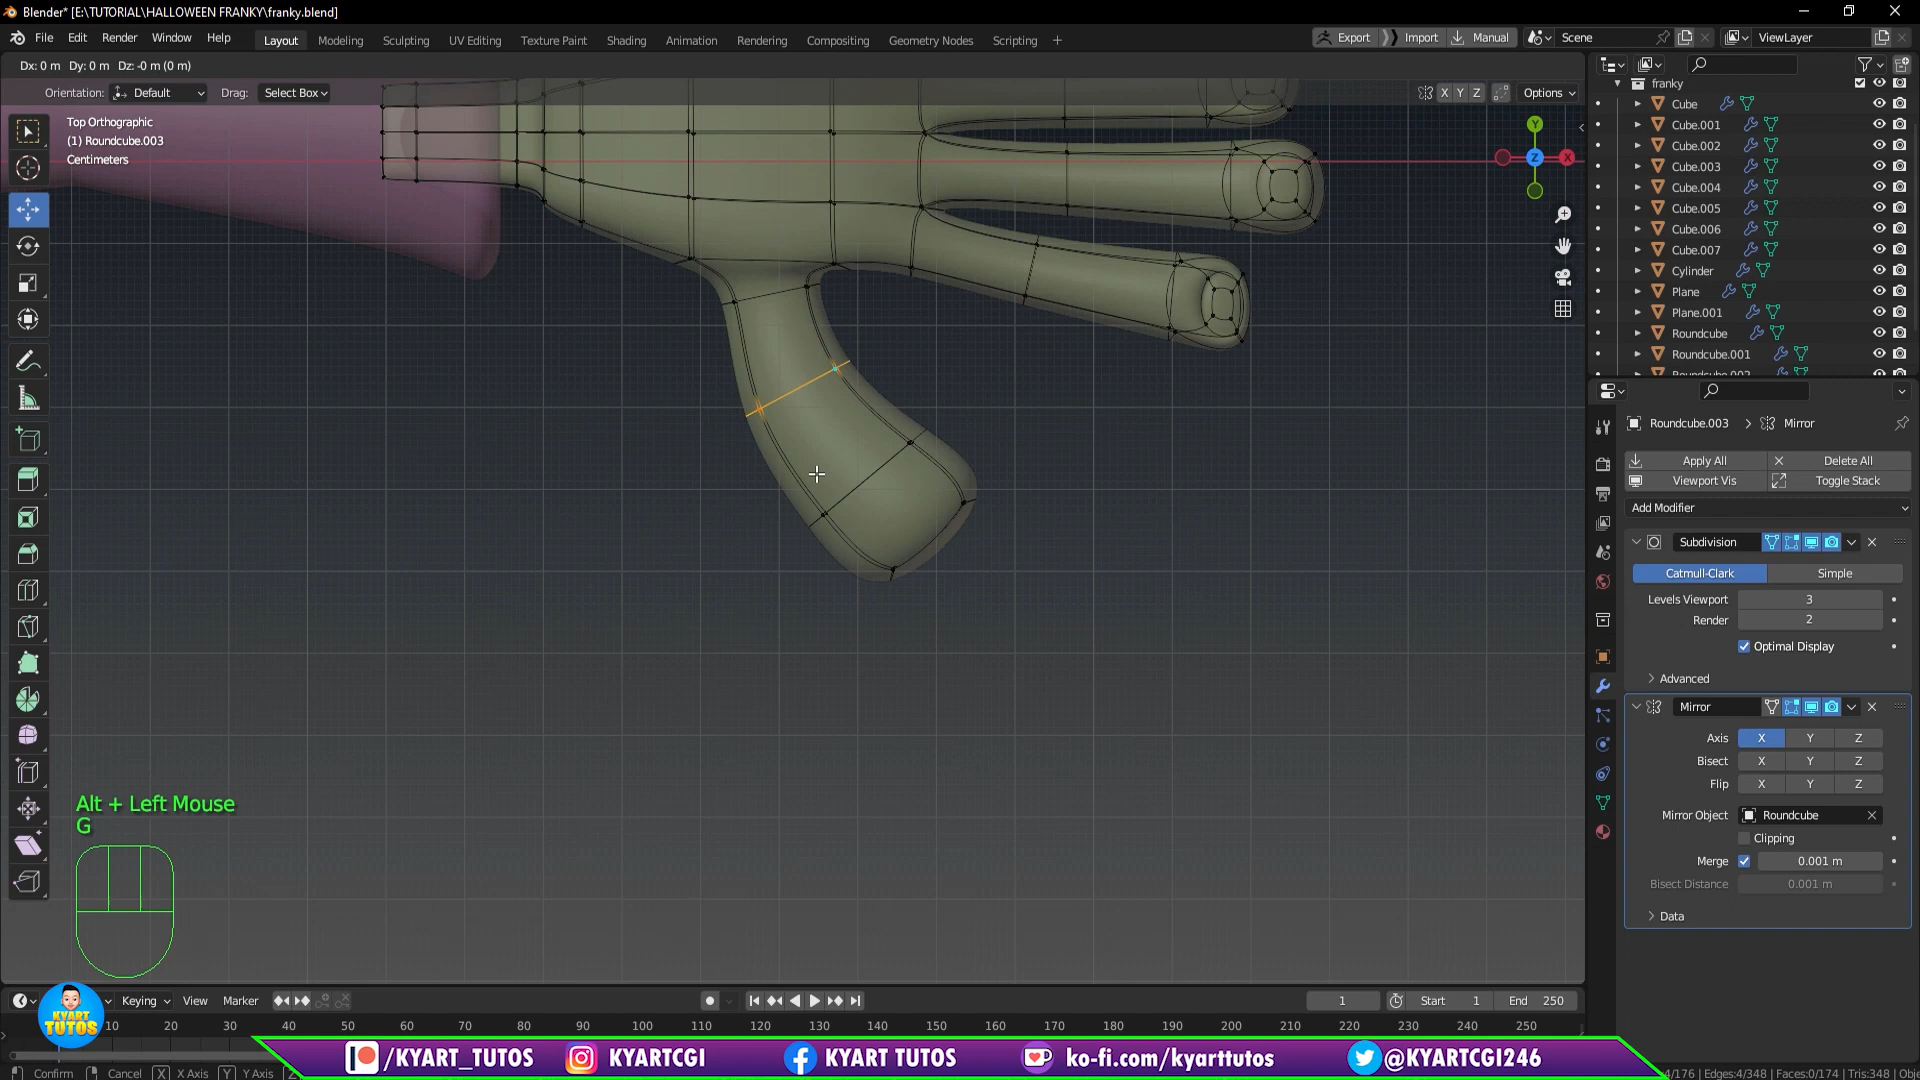 Blender* [E:\TUTORIAL\HALLOWEEN FRANKY\franky.blend]
File Edit Render Window Help
Layout Modeling Sculpting UV Editing Texture Paint Shading Animation Rendering Compositing Geometry Nodes Scripting +
Export Import Manual Scene ViewLayer
Dx: 0 m Dy: 0 m Dz: -0 m (0 m)
Orientation: Default Drag: Select Box
X Y Z Options
Top Orthographic
(1) Roundcube.003
Centimeters
Y
Z
X
franky
Cube
Cube.001
Cube.002
Cube.003
Cube.004
Cube.005
Cube.006
Cube.007
Cylinder
Plane
Plane.001
Roundcube
Roundcube.001
Roundcube.002
Roundcube.003 > Mirror
Apply All Delete All
Viewport Vis Toggle Stack
Add Modifier
Subdivision
Catmull-Clark Simple
Levels Viewport 3
Render 2
Optimal Display
Advanced
Mirror
Axis X Y Z
Bisect X Y Z
Flip X Y Z
Mirror Object Roundcube
Clipping
Merge 0.001 m
Bisect Distance 0.001 m
Data
Alt + Left Mouse
G
Keying View Marker
1 Start 1 End 250
10 20 30 40 50 60 70 80 90 100 110 120 130 140 150 160 170 180 190 200 210 220 230 240 250
KYART
TUTOS
/KYART_TUTOS KYARTCGI KYART TUTOS ko-fi.com/kyarttutos @KYARTCGI246
Confirm Cancel X X Axis Y Y Axis
4/176 | Edges:4/348 | Faces:0/174 | Tris:348 | Obje